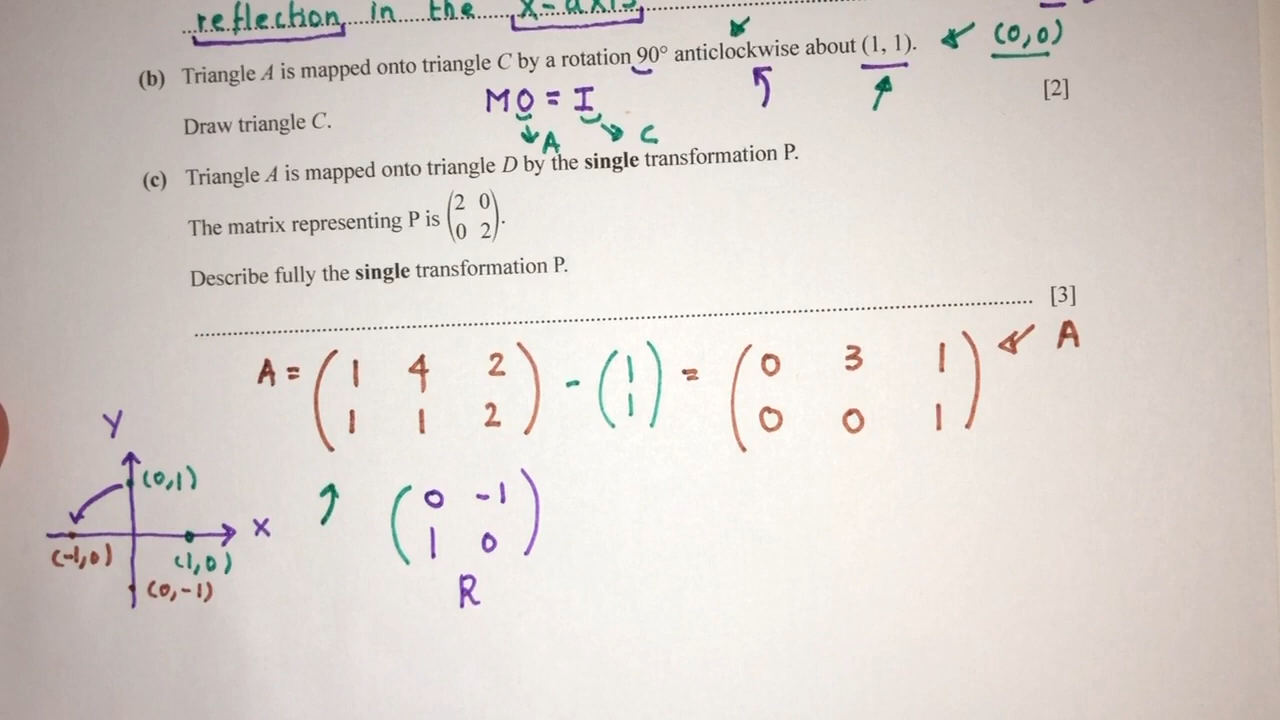 reflection in the x-axis
(b) Triangle A is mapped onto triangle C by a rotation 90° anticlockwise about (1, 1). (0,0)
MO = I
[2]
Draw triangle C.
A C
(c) Triangle A is mapped onto triangle D by the single transformation P.
The matrix representing P is (2 0
0 2).
Describe fully the single transformation P.
[3]
A = (1 4 2) - (1) = (0 3 1) A
1 1 2 1 0 0 1
Y
(0,1)
X
(-1,0) (1,0)
(0,-1)
(0 -1
1 0)
R